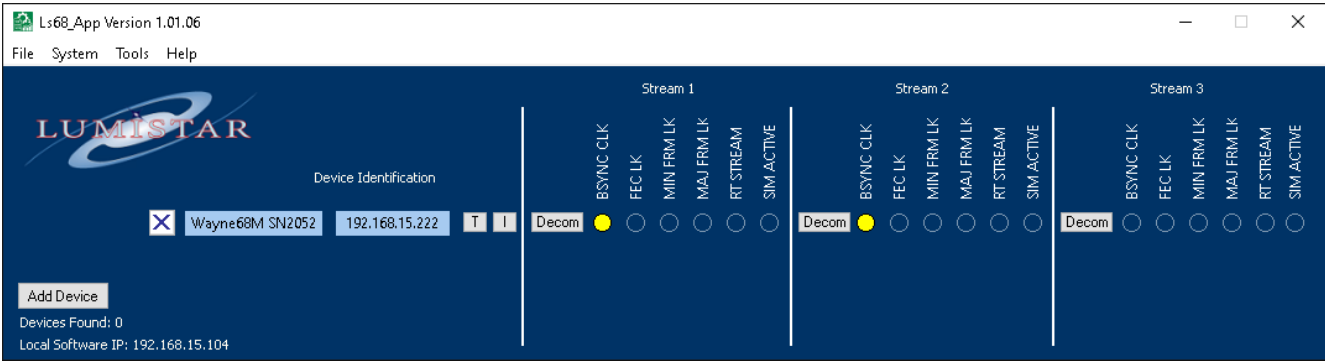 Ls68_App Version 1.01.06
File System Tools Help
LUMISTAR
Stream 1 Stream 2 Stream 3
Device Identification
BSYNC CLK FEC LK MIN FRM LK MAJ FRM LK RT STREAM SIM ACTIVE BSYNC CLK FEC LK MIN FRM LK MAJ FRM LK RT STREAM SIM ACTIVE BSYNC CLK FEC LK MIN FRM LK MAJ FRM LK RT STREAM SIM ACTIVE
Wayne68M SN2052 192.168.15.222 T I Decom Decom Decom
Add Device
Devices Found: 0
Local Software IP: 192.168.15.104